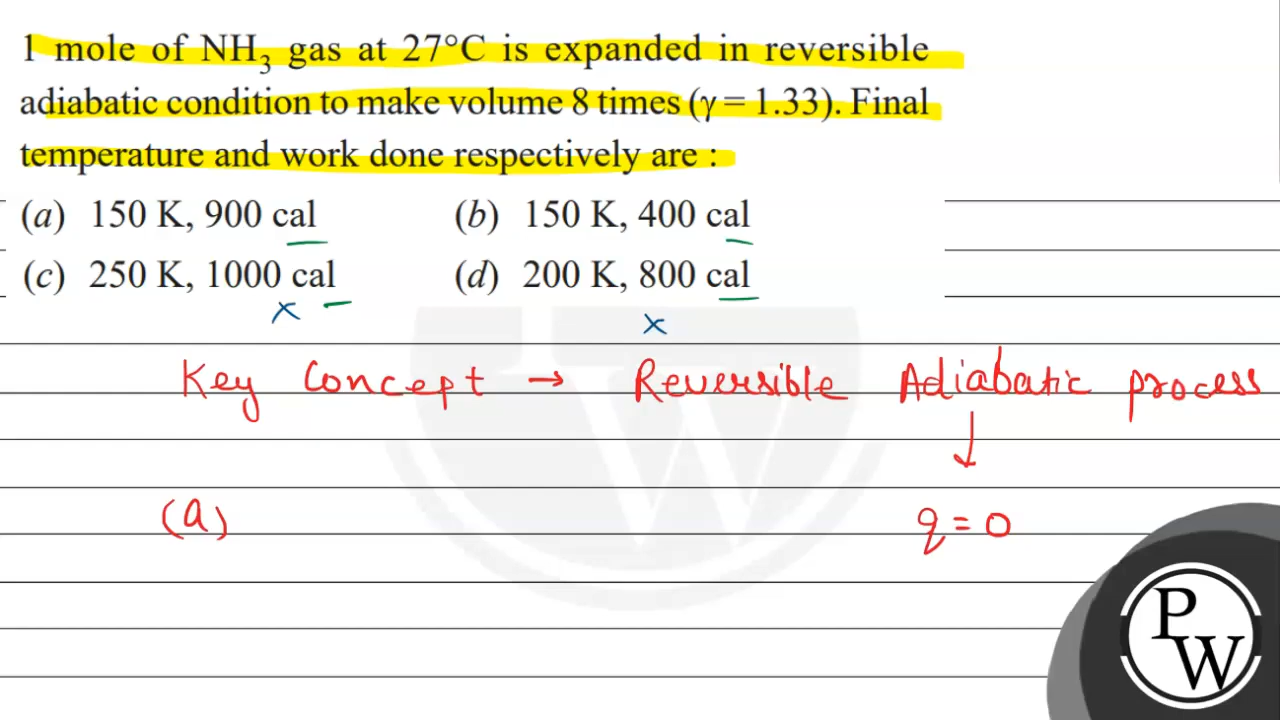 1 mole of NH₃ gas at 27°C is expanded in reversible
adiabatic condition to make volume 8 times (γ = 1.33). Final
temperature and work done respectively are :
(a) 150 K, 900 cal (b) 150 K, 400 cal
(c) 250 K, 1000 cal (d) 200 K, 800 cal
x x
Key Concept → Reversible Adiabatic process
↓
(a) q = 0
P
W